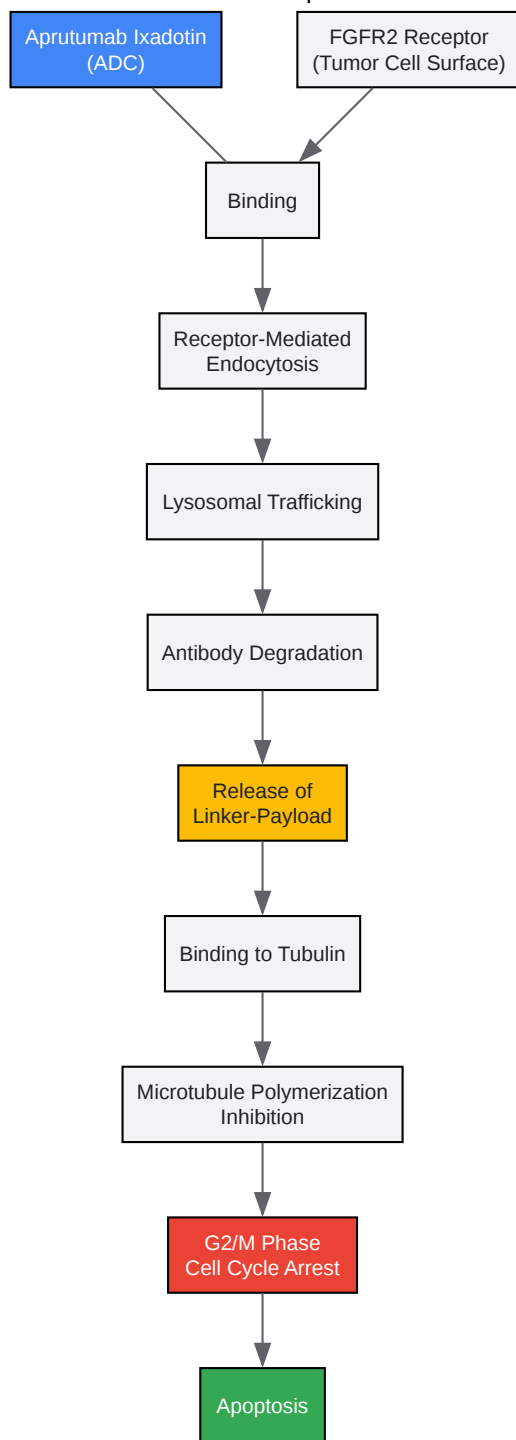 Aprutumab Ixadotin
(ADC)
FGFR2 Receptor
(Tumor Cell Surface)
Binding
Receptor-Mediated
Endocytosis
Lysosomal Trafficking
Antibody Degradation
Release of
Linker-Payload
Binding to Tubulin
Microtubule Polymerization
Inhibition
G2/M Phase
Cell Cycle Arrest
Apoptosis